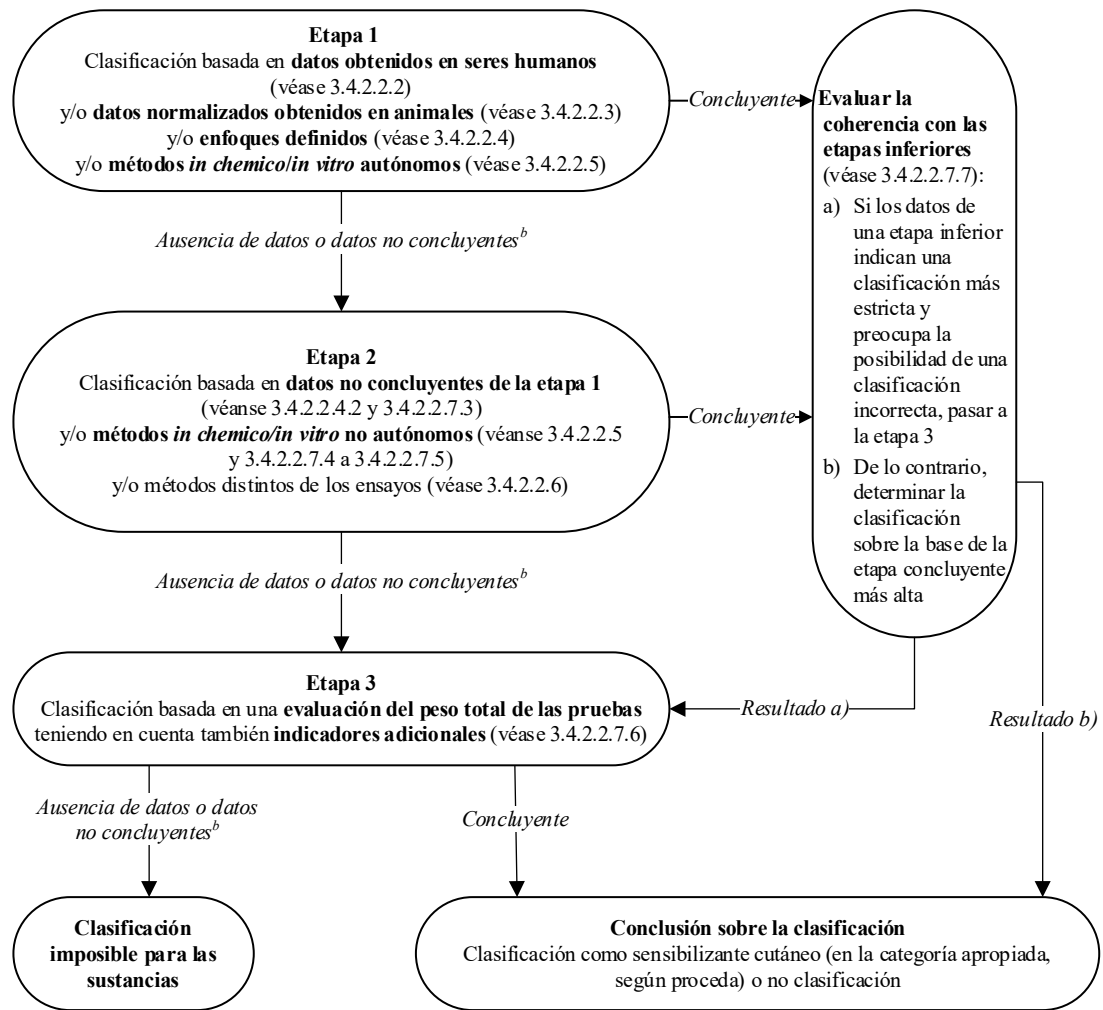 Etapa 1
Clasificación basada en datos obtenidos en seres humanos
(véase 3.4.2.2.2)
y/o datos normalizados obtenidos en animales (véase 3.4.2.2.3)
y/o enfoques definidos (véase 3.4.2.2.4)
y/o métodos in chemico/in vitro autónomos (véase 3.4.2.2.5)
Concluyente
Ausencia de datos o datos no concluyentes^b
Etapa 2
Clasificación basada en datos no concluyentes de la etapa 1
(véanse 3.4.2.2.4.2 y 3.4.2.2.7.3)
y/o métodos in chemico/in vitro no autónomos (véanse 3.4.2.2.5
y 3.4.2.2.7.4 a 3.4.2.2.7.5)
y/o métodos distintos de los ensayos (véase 3.4.2.2.6)
Concluyente
Evaluar la
coherencia con las
etapas inferiores
(véase 3.4.2.2.7.7):
a) Si los datos de
una etapa inferior
indican una
clasificación más
estricta y
preocupa la
posibilidad de una
clasificación
incorrecta, pasar a
la etapa 3
b) De lo contrario,
determinar la
clasificación
sobre la base de la
etapa concluyente
más alta
Ausencia de datos o datos no concluyentes^b
Etapa 3
Clasificación basada en una evaluación del peso total de las pruebas
teniendo en cuenta también indicadores adicionales (véase 3.4.2.2.7.6)
Resultado a)
Resultado b)
Ausencia de datos o datos
no concluyentes^b
Concluyente
Clasificación
imposible para las
sustancias
Conclusión sobre la clasificación
Clasificación como sensibilizante cutáneo (en la categoría apropiada,
según proceda) o no clasificación